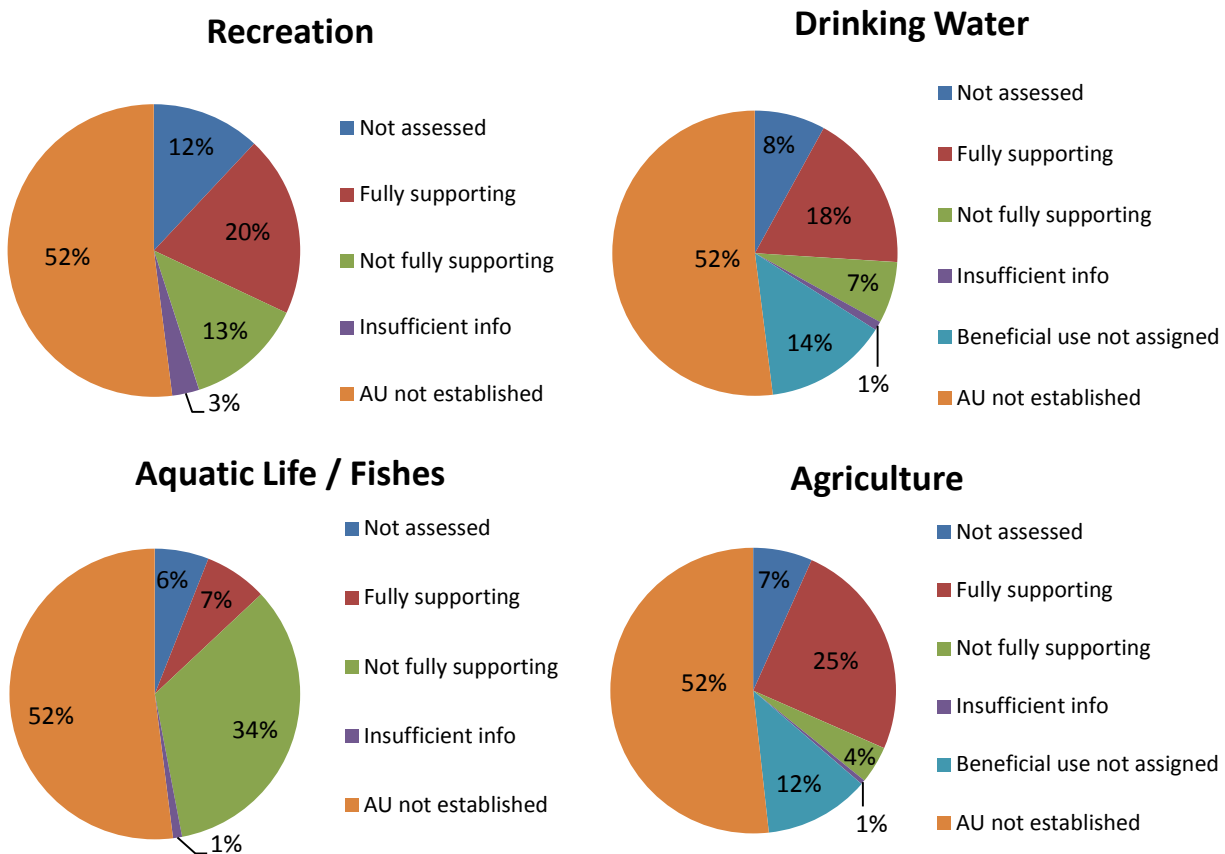 Recreation
12%
20%
13%
3%
52%
Not assessed
Fully supporting
Not fully supporting
Insufficient info
AU not established
Drinking Water
8%
18%
7%
1%
14%
52%
Not assessed
Fully supporting
Not fully supporting
Insufficient info
Beneficial use not assigned
AU not established
Aquatic Life / Fishes
6%
7%
34%
1%
52%
Not assessed
Fully supporting
Not fully supporting
Insufficient info
AU not established
Agriculture
7%
25%
4%
1%
12%
52%
Not assessed
Fully supporting
Not fully supporting
Insufficient info
Beneficial use not assigned
AU not established